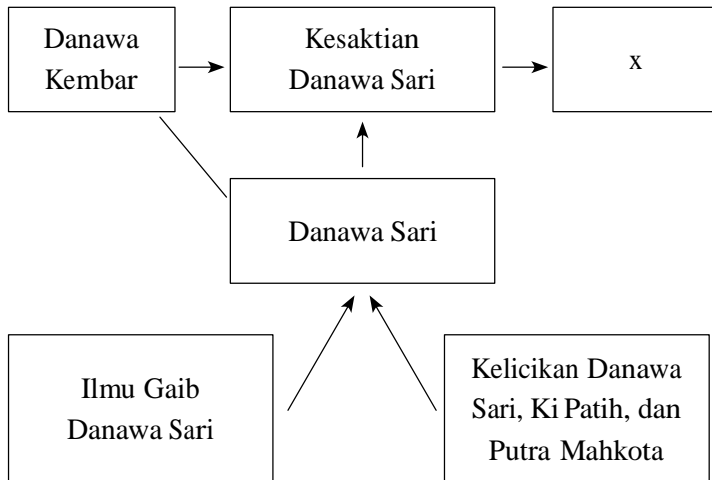 Danawa
Kembar
Kesaktian
Danawa Sari
x
Danawa Sari
Ilmu Gaib
Danawa Sari
Kelicikan Danawa
Sari, Ki Patih, dan
Putra Mahkota